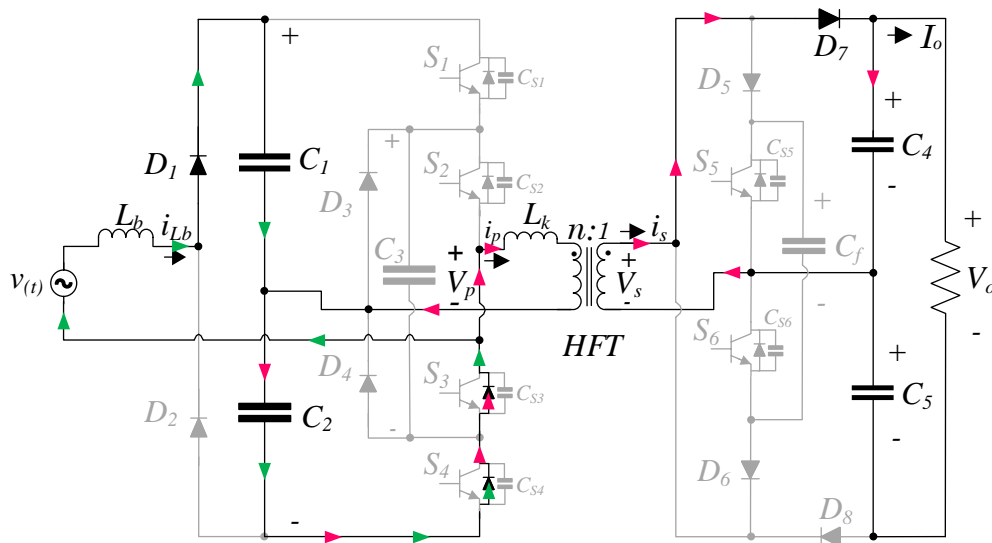 +
S1
CS1
D7
Io
D1
C1
+
D3
S2
CS2
D5
S5
CS5
+
C4
-
Lb
iLb
v(t)
C3
+
Vp
-
ip
Lk
n:1
+
Vs
-
is
+
Cf
-
+
Vo
-
HFT
D2
C2
D4
-
S3
CS3
S4
CS4
-
S6
CS6
D6
D8
+
C5
-